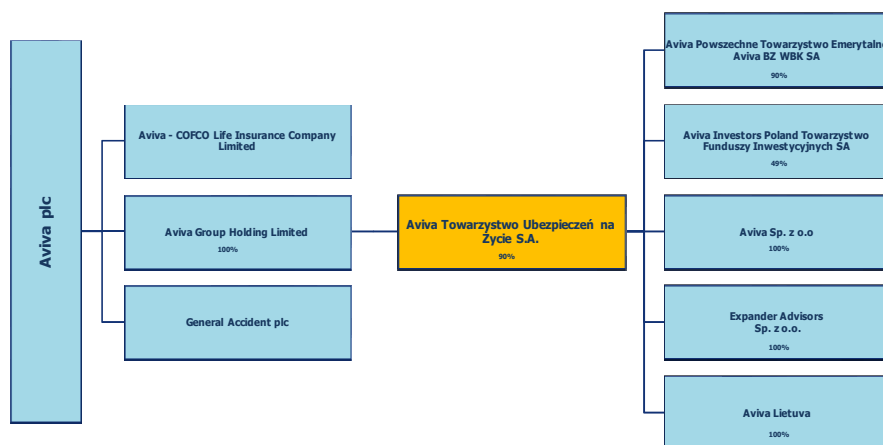 Aviva plc
Aviva - COFCO Life Insurance Company
Limited
Aviva Group Holding Limited
100%
General Accident plc
Aviva Towarzystwo Ubezpieczeń na
Życie S.A.
90%
Aviva Powszechne Towarzystwo Emerytalne
Aviva BZ WBK SA
90%
Aviva Investors Poland Towarzystwo
Funduszy Inwestycyjnych SA
49%
Aviva Sp. z o.o
100%
Expander Advisors
Sp. z o.o.
100%
Aviva Lietuva
100%